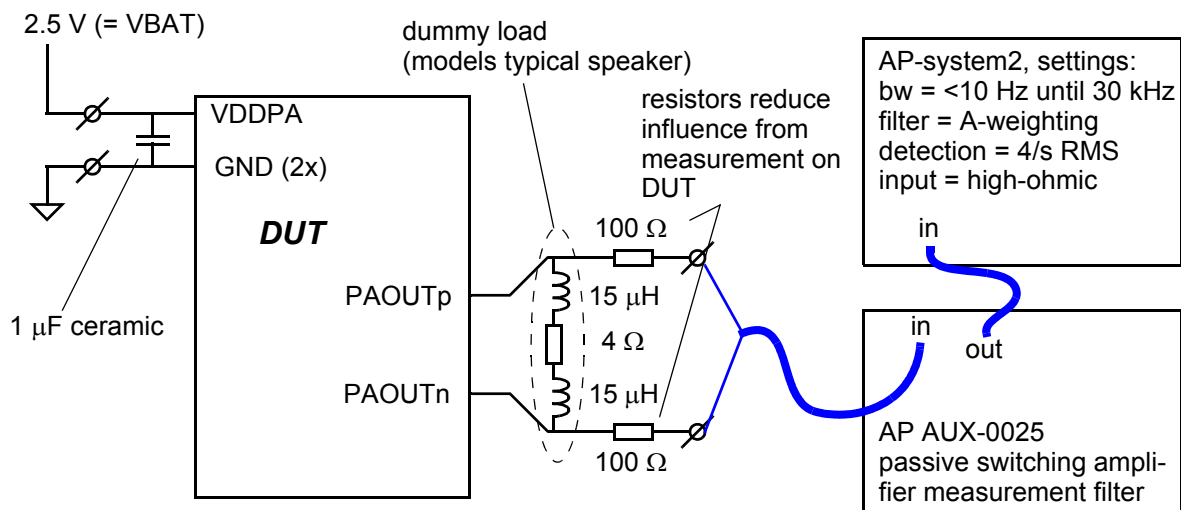 2.5 V (= VBAT)
VDDPA
GND (2x)
DUT
1 μF ceramic
PAOUTp
PAOUTn
dummy load
(models typical speaker)
resistors reduce
influence from
measurement on
DUT
100 Ω
15 μH
4 Ω
15 μH
100 Ω
AP-system2, settings:
bw = <10 Hz until 30 kHz
filter = A-weighting
detection = 4/s RMS
input = high-ohmic
in
in
out
AP AUX-0025
passive switching ampli-
fier measurement filter